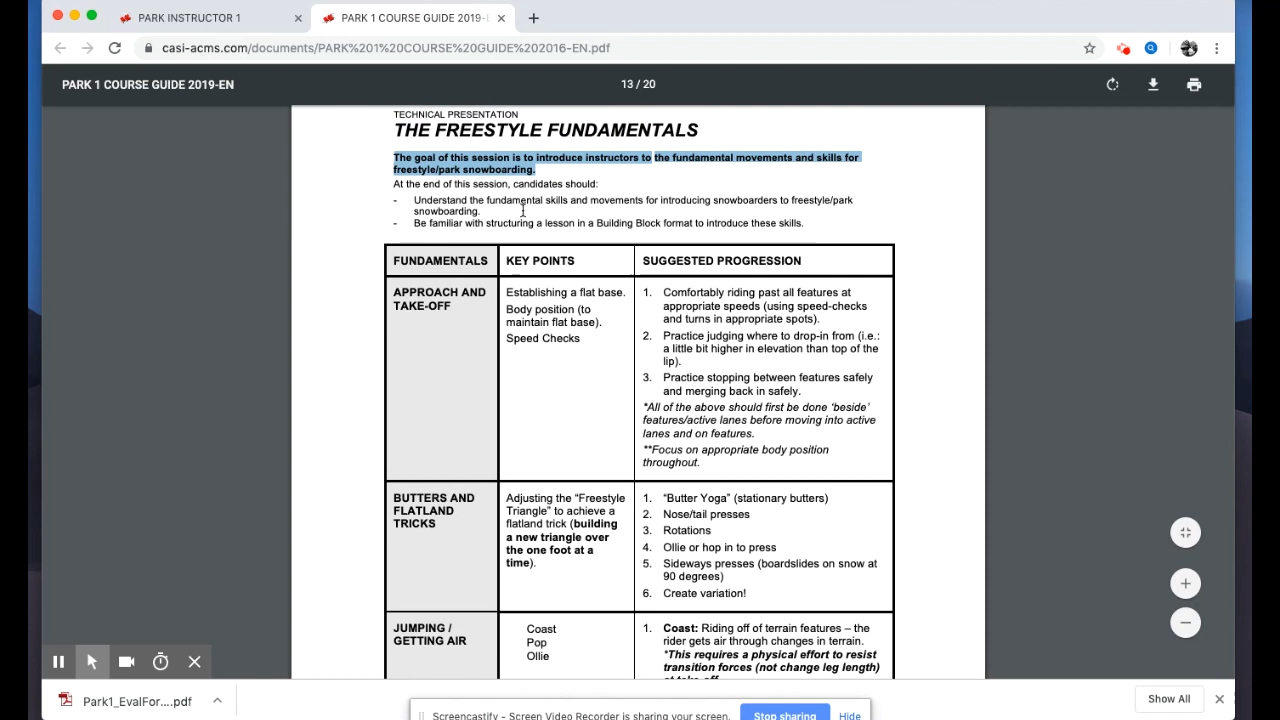 PARK INSTRUCTOR 1
PARK 1 COURSE GUIDE 2019-E
casi-acms.com/documents/PARK%201%20COURSE%20GUIDE%202016-EN.pdf
PARK 1 COURSE GUIDE 2019-EN
13 / 20
TECHNICAL PRESENTATION
THE FREESTYLE FUNDAMENTALS
The goal of this session is to introduce instructors to the fundamental movements and skills for
freestyle/park snowboarding.
At the end of this session, candidates should:
- Understand the fundamental skills and movements for introducing snowboarders to freestyle/park
snowboarding.
- Be familiar with structuring a lesson in a Building Block format to introduce these skills.
FUNDAMENTALS
KEY POINTS
SUGGESTED PROGRESSION
APPROACH AND
TAKE-OFF
Establishing a flat base.
Body position (to
maintain flat base).
Speed Checks
1. Comfortably riding past all features at
appropriate speeds (using speed-checks
and turns in appropriate spots).
2. Practice judging where to drop-in from (i.e.:
a little bit higher in elevation than top of the
lip).
3. Practice stopping between features safely
and merging back in safely.
*All of the above should first be done ‘beside’
features/active lanes before moving into active
lanes and on features.
**Focus on appropriate body position
throughout.
BUTTERS AND
FLATLAND
TRICKS
Adjusting the “Freestyle
Triangle” to achieve a
flatland trick (building
a new triangle over
the one foot at a
time).
1. “Butter Yoga” (stationary butters)
2. Nose/tail presses
3. Rotations
4. Ollie or hop in to press
5. Sideways presses (boardslides on snow at
90 degrees)
6. Create variation!
JUMPING /
GETTING AIR
Coast
Pop
Ollie
1. Coast: Riding off of terrain features – the
rider gets air through changes in terrain.
*This requires a physical effort to resist
transition forces (not change leg length)
at take-off
Park1_EvalFor....pdf
Show All
Screencastify - Screen Video Recorder is sharing your screen.
Stop sharing
Hide